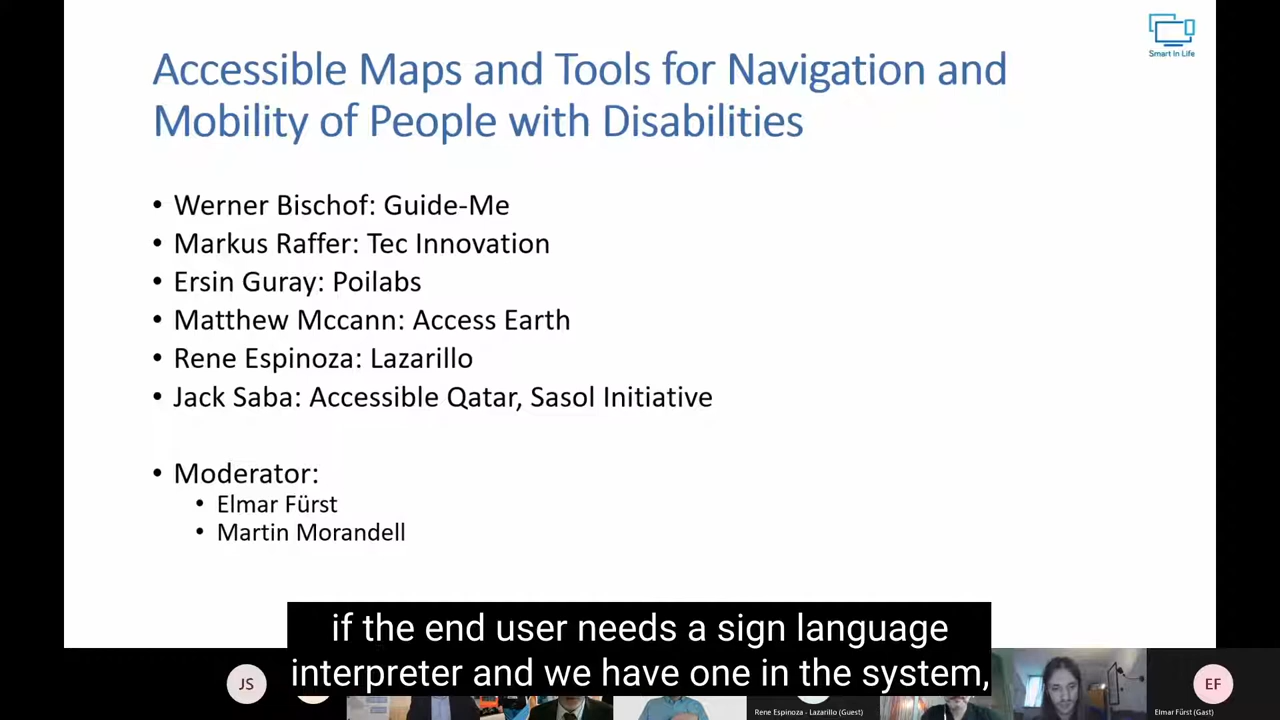 Smart In Life
Accessible Maps and Tools for Navigation and
Mobility of People with Disabilities
• Werner Bischof: Guide-Me
• Markus Raffer: Tec Innovation
• Ersin Guray: Poilabs
• Matthew Mccann: Access Earth
• Rene Espinoza: Lazarillo
• Jack Saba: Accessible Qatar, Sasol Initiative
• Moderator:
• Elmar Fürst
• Martin Morandell
if the end user needs a sign language
interpreter and we have one in the system,
JS
EF
Rene Espinoza - Lazarillo (Guest)
Elmar Fürst (Gast)